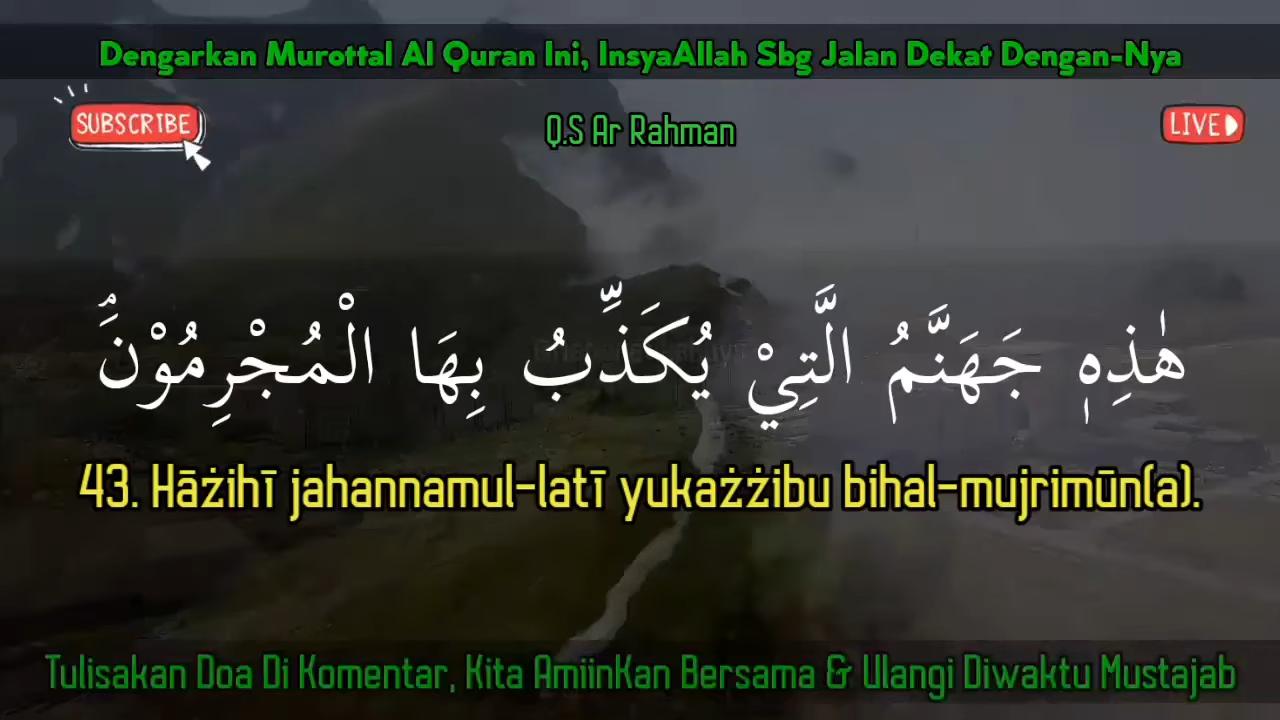 Dengarkan Murottal Al Quran Ini, InsyaAllah Sbg Jalan Dekat Dengan-Nya
SUBSCRIBE
Q.S Ar Rahman
LIVE
هٰذِهٖ جَهَنَّمُ الَّتِيْ يُكَذِّبُ بِهَا الْمُجْرِمُوْنَۘ
43. Hāżihī jahannamul-latī yukażżibu bihal-mujrimūn(a).
Tulisakan Doa Di Komentar, Kita AmiinKan Bersama & Ulangi Diwaktu Mustajab